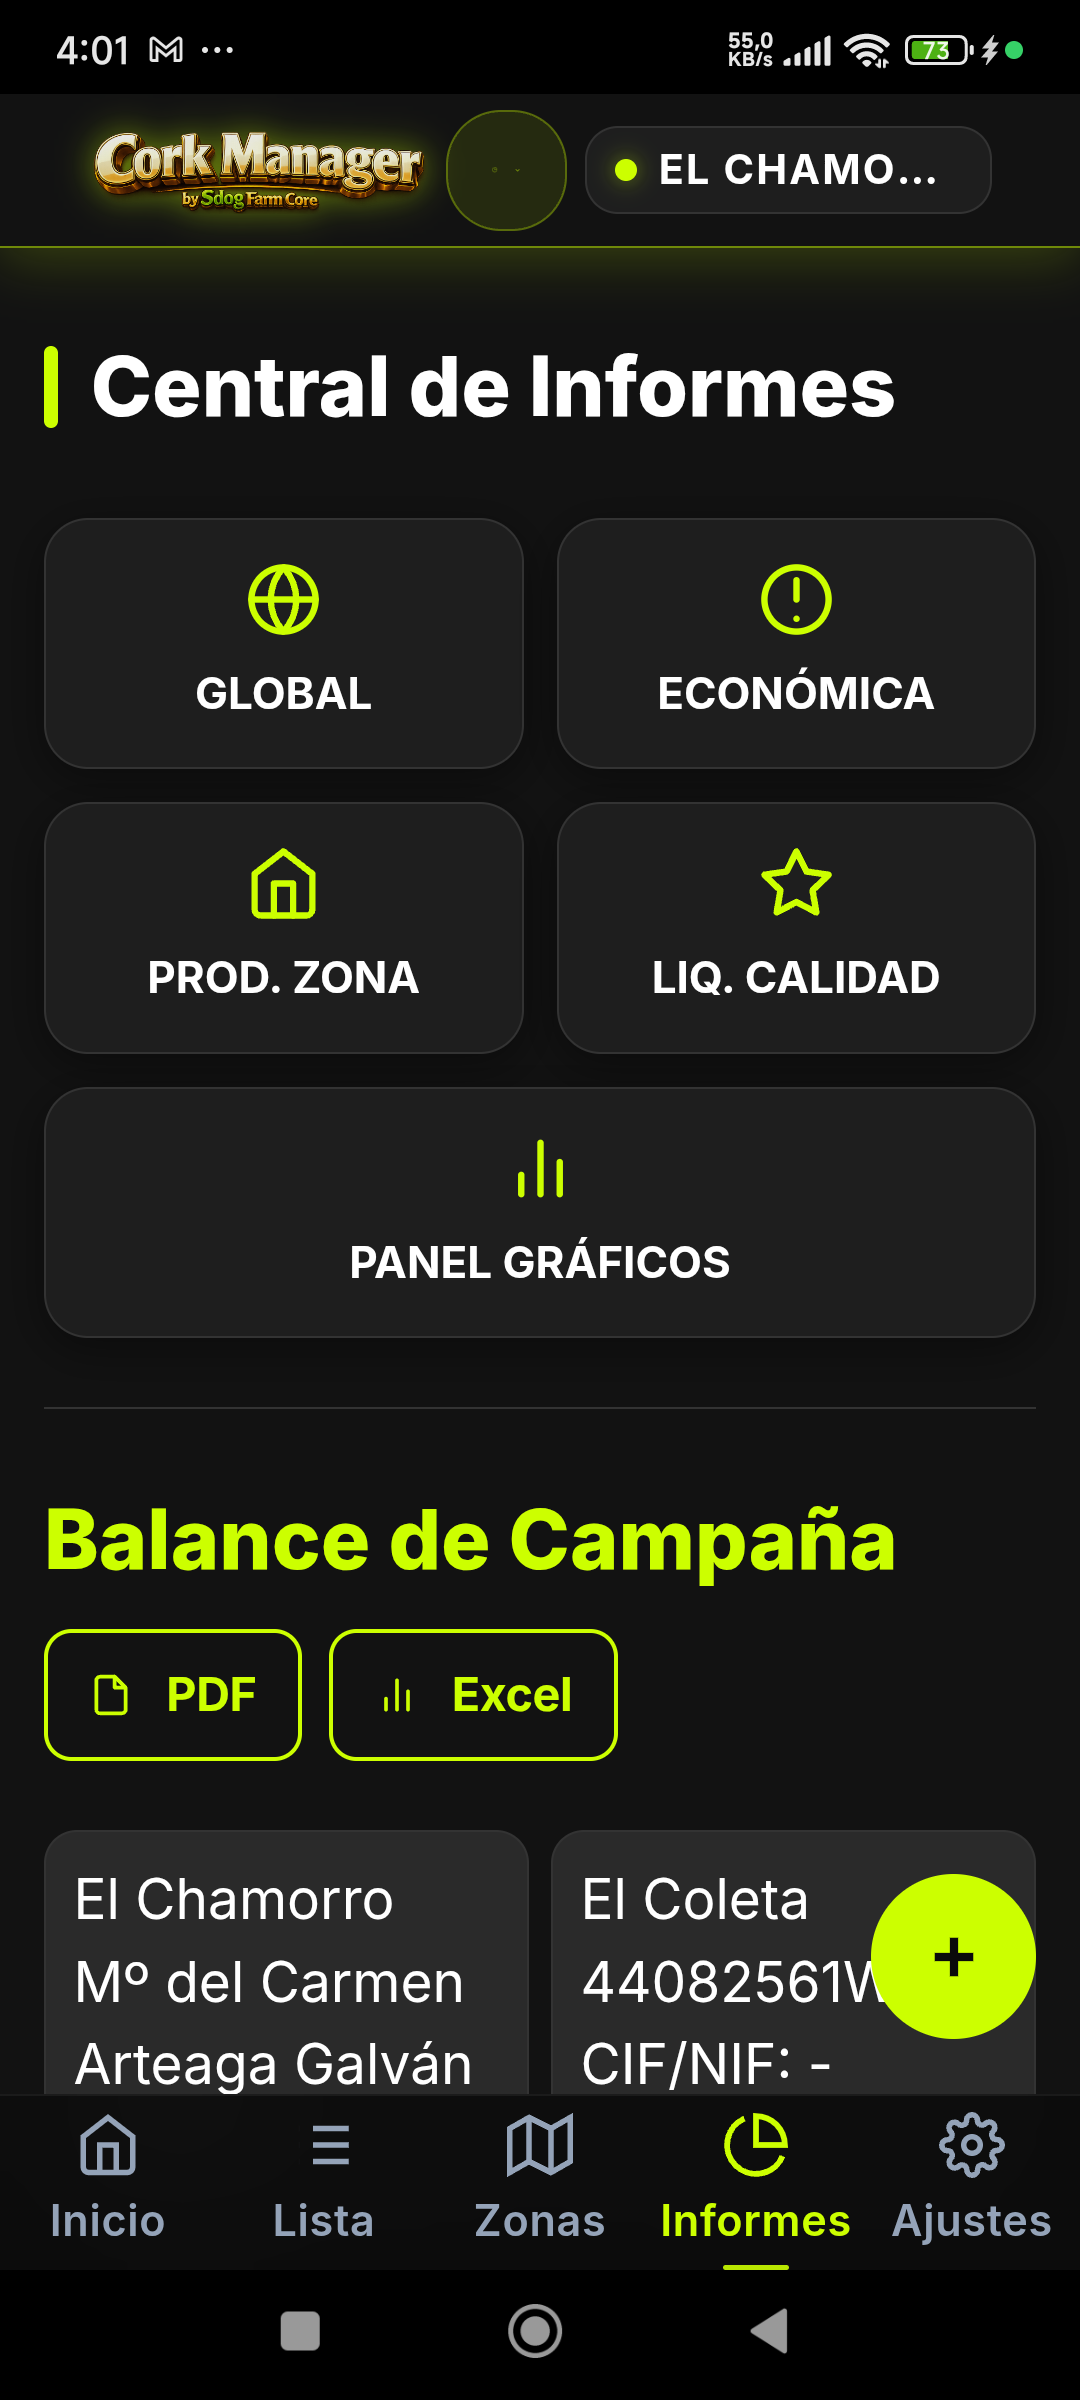 4:01
55,0
KB/s
73
Cork Manager
by Sdog Farm Core
EL CHAMO...
Central de Informes
GLOBAL
ECONÓMICA
PROD. ZONA
LIQ. CALIDAD
PANEL GRÁFICOS
Balance de Campaña
PDF
Excel
El Chamorro
Mº del Carmen
Arteaga Galván
El Coleta
44082561W
CIF/NIF: -
+
Inicio
Lista
Zonas
Informes
Ajustes